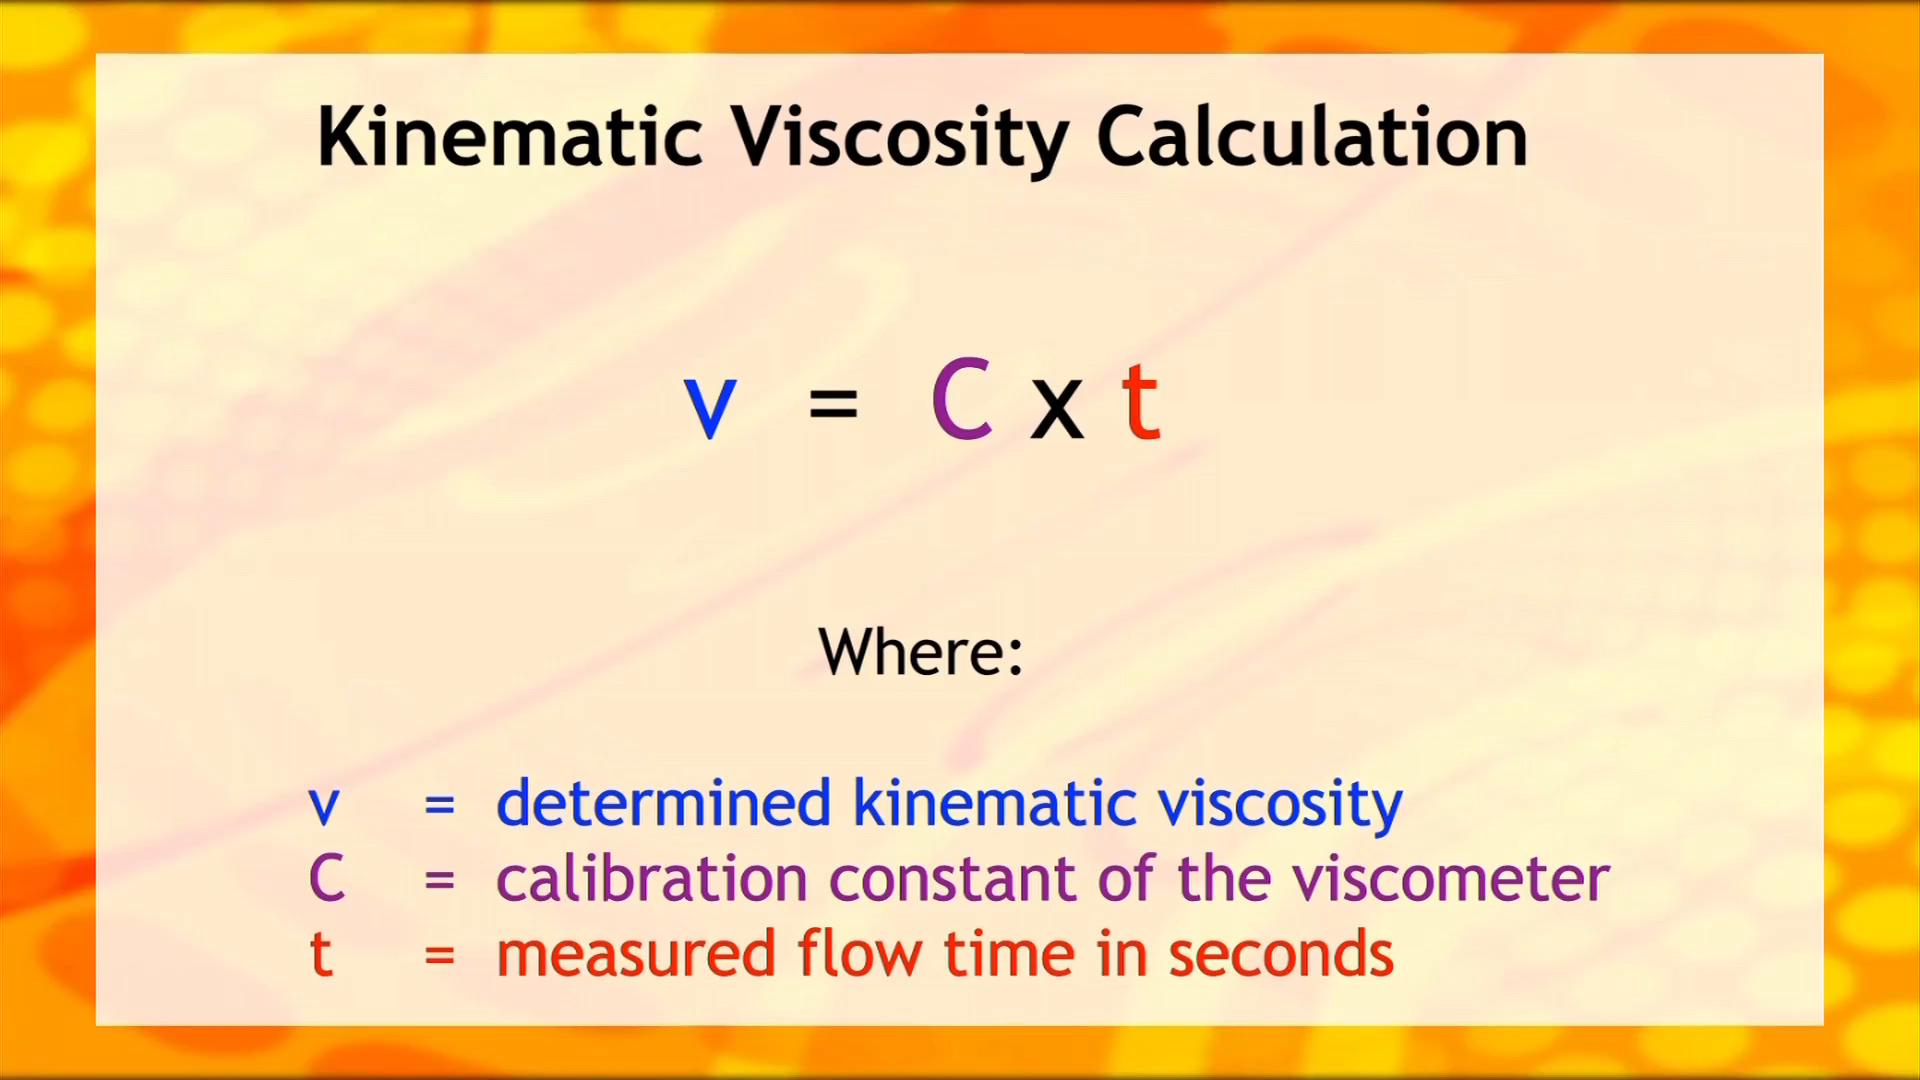 Kinematic Viscosity Calculation
v = C x t
Where:
v = determined kinematic viscosity
C = calibration constant of the viscometer
t = measured flow time in seconds